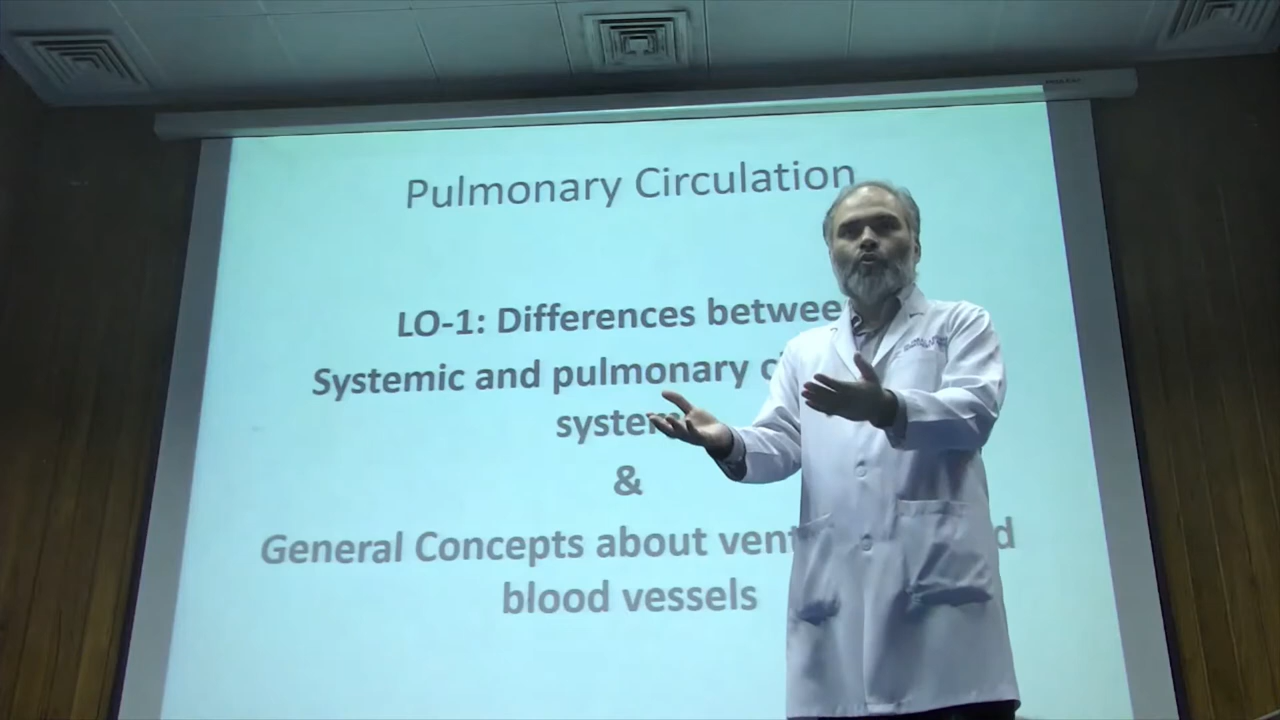 Pulmonary Circulation
LO-1: Differences betwee
Systemic and pulmonary
system
&
General Concepts about vent d
blood vessels